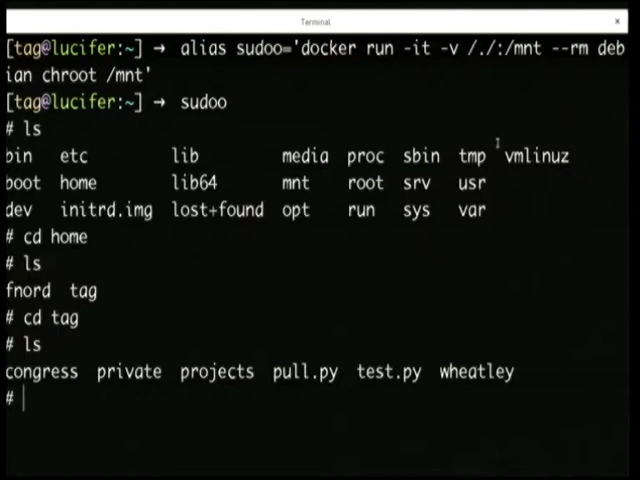 Terminal
[tag@lucifer:~] → alias sudoo='docker run -it -v /./:/mnt --rm deb
ian chroot /mnt'
[tag@lucifer:~] → sudoo
# ls
bin etc lib media proc sbin tmp vmlinuz
boot home lib64 mnt root srv usr
dev initrd.img lost+found opt run sys var
# cd home
# ls
fnord tag
# cd tag
# ls
congress private projects pull.py test.py wheatley
#